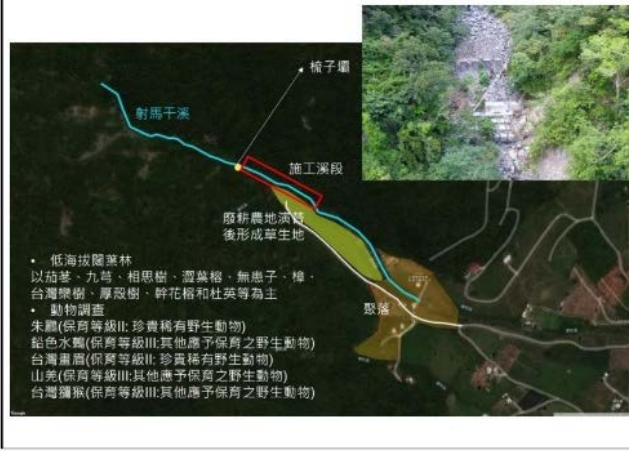 梳子壩
射馬干溪
施工溪段
廢耕農地演替
後形成草生地
• 低海拔闊葉林
以茄苳、九芎、相思樹、澀葉榕、無患子、樟、
台灣欒樹、厚殼樹、幹花榕和杜英等為主
• 動物調查
朱鸝(保育等級II: 珍貴稀有野生動物)
鉛色水鶇(保育等級III:其他應予保育之野生動物)
台灣畫眉(保育等級II: 珍貴稀有野生動物)
山羌(保育等級III:其他應予保育之野生動物)
台灣獼猴(保育等級III:其他應予保育之野生動物)
聚落